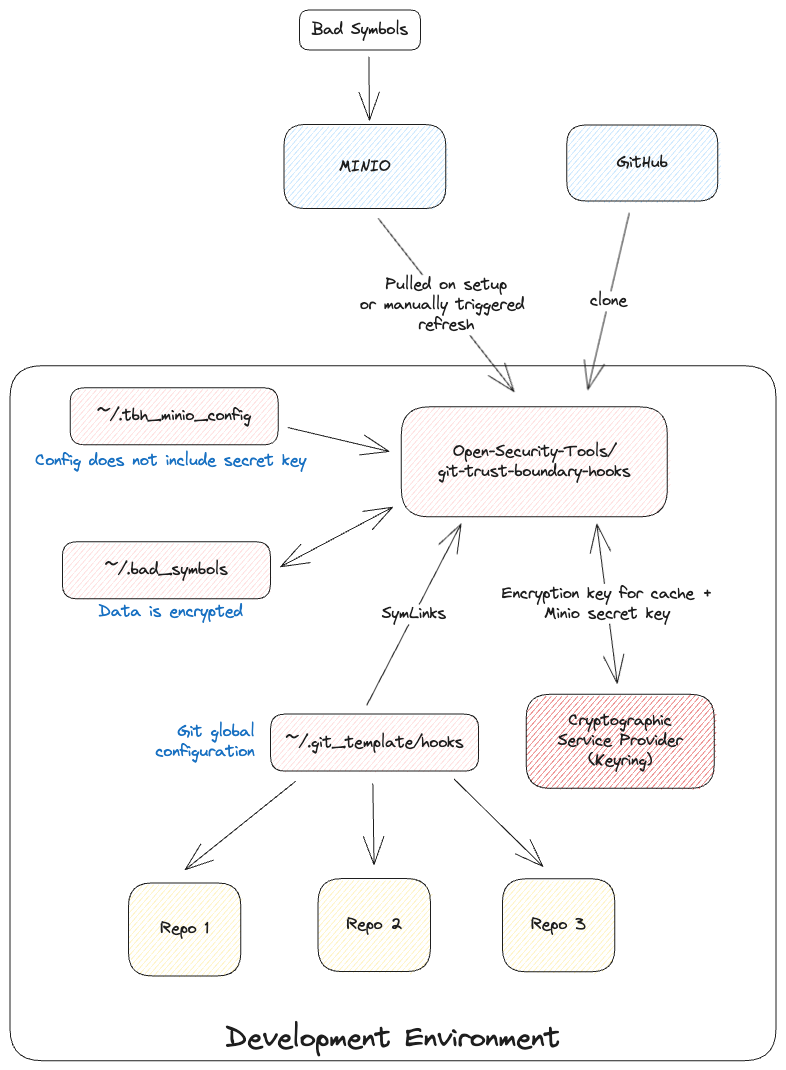 Bad Symbols
MINIO
GitHub
Pulled on setup
or manually triggered
refresh
clone
~/.tbh_minio_config
Config does not include secret key
Open-Security-Tools/
git-trust-boundary-hooks
~/.bad_symbols
Data is encrypted
SymLinks
Encryption key for cache +
Minio secret key
Git global
configuration
~/.git_template/hooks
Cryptographic
Service Provider
(Keyring)
Repo 1
Repo 2
Repo 3
Development Environment